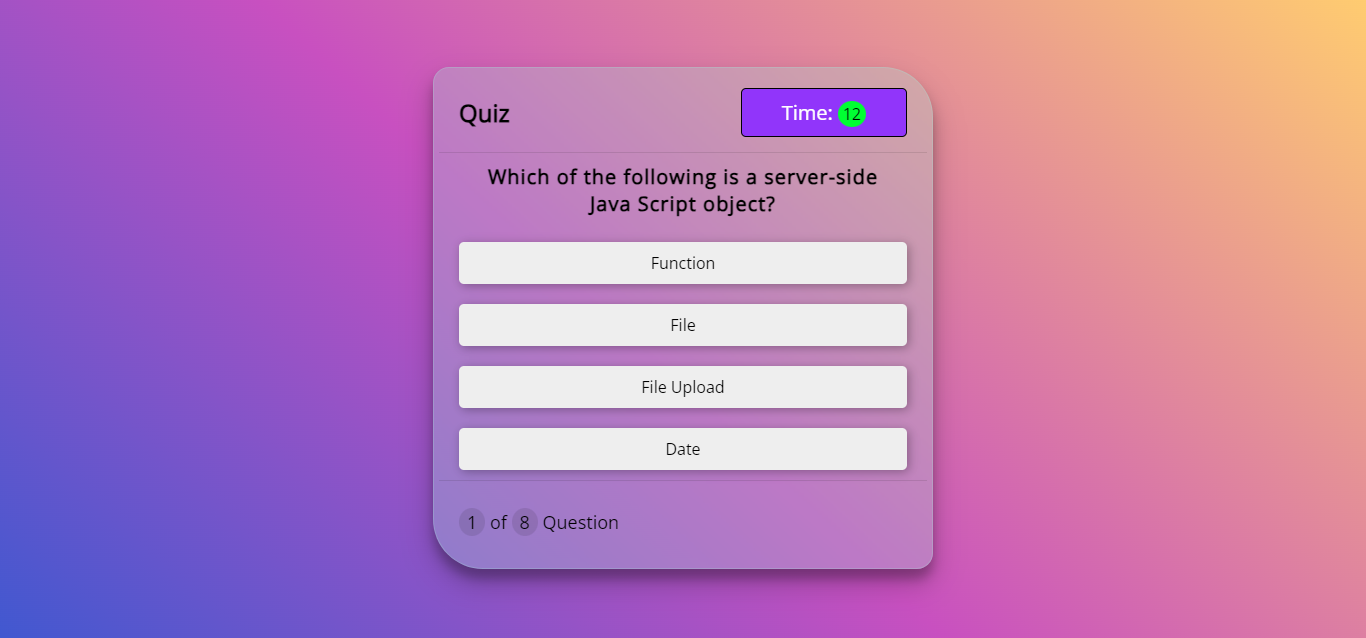 Quiz
Time: 12
Which of the following is a server-side
Java Script object?
Function
File
File Upload
Date
1 of 8 Question